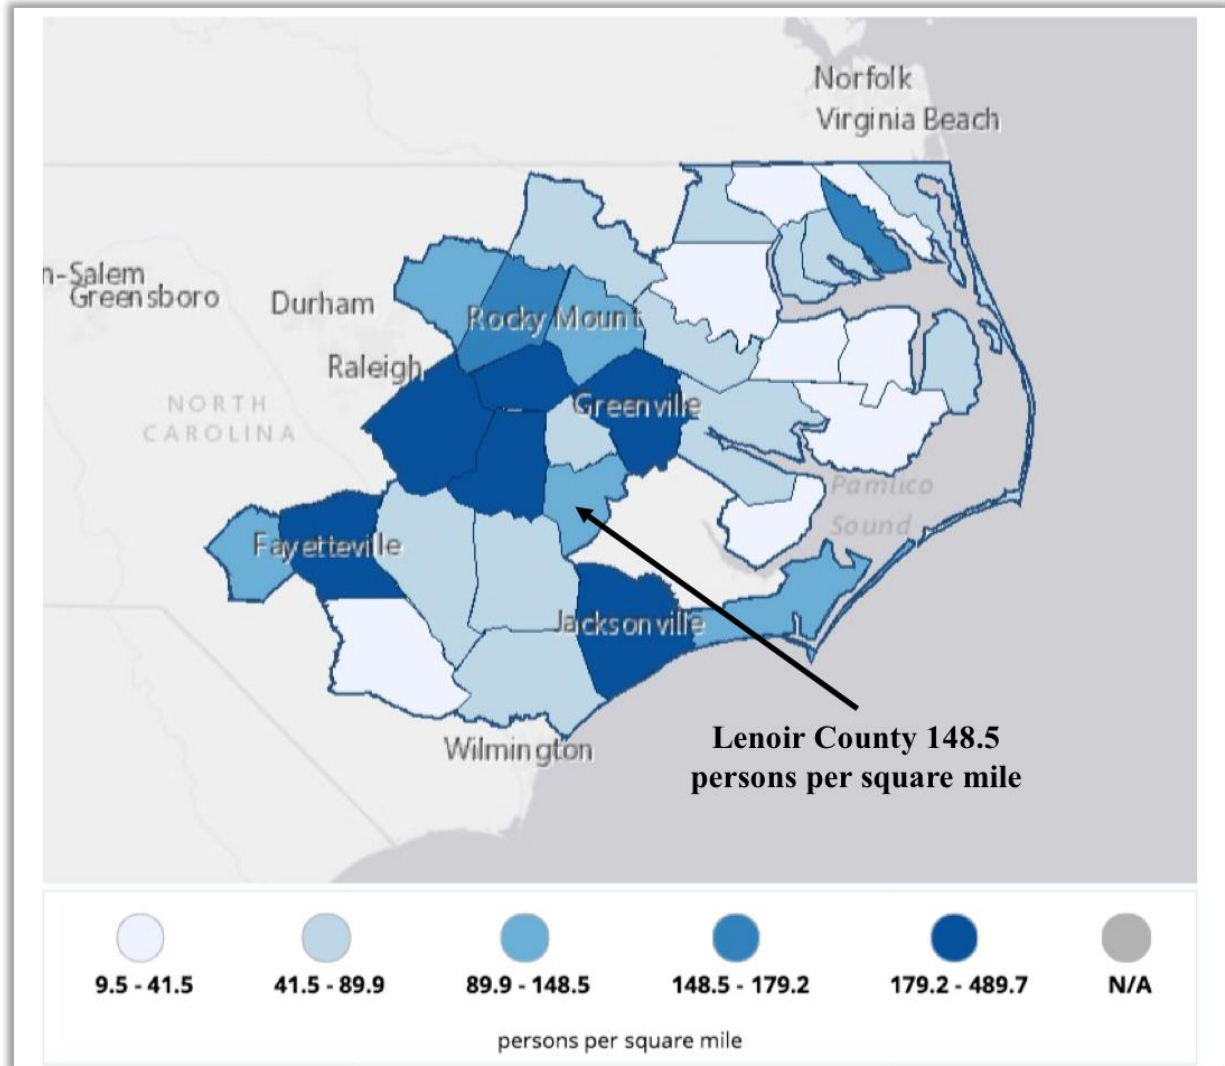 Norfolk
Virginia Beach
n-Salem
Greensboro
Durham
Rocky Mount
Raleigh
NORTH
CAROLINA
Greenville
Pamlico
Sound
Fayetteville
Jacksonville
Wilmington
Lenoir County 148.5
persons per square mile
9.5 - 41.5
41.5 - 89.9
89.9 - 148.5
148.5 - 179.2
179.2 - 489.7
N/A
persons per square mile